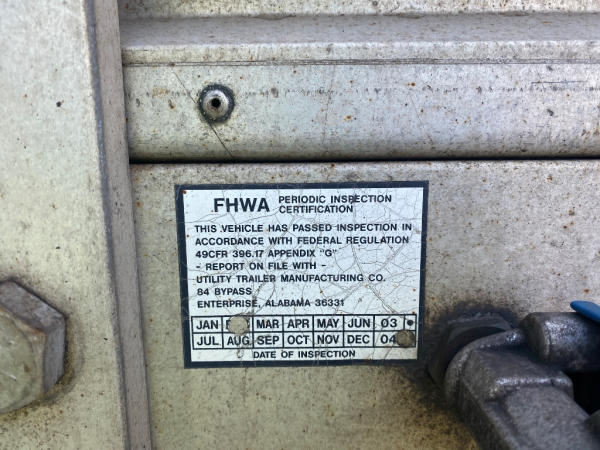 FHWA PERIODIC INSPECTION
CERTIFICATION
THIS VEHICLE HAS PASSED INSPECTION IN
ACCORDANCE WITH FEDERAL REGULATION
49CFR 396.17 APPENDIX "G"
- REPORT ON FILE WITH -
UTILITY TRAILER MANUFACTURING CO.
84 BYPASS
ENTERPRISE, ALABAMA 36331
JAN MAR APR MAY JUN 03
JUL AUG SEP OCT NOV DEC 04
DATE OF INSPECTION